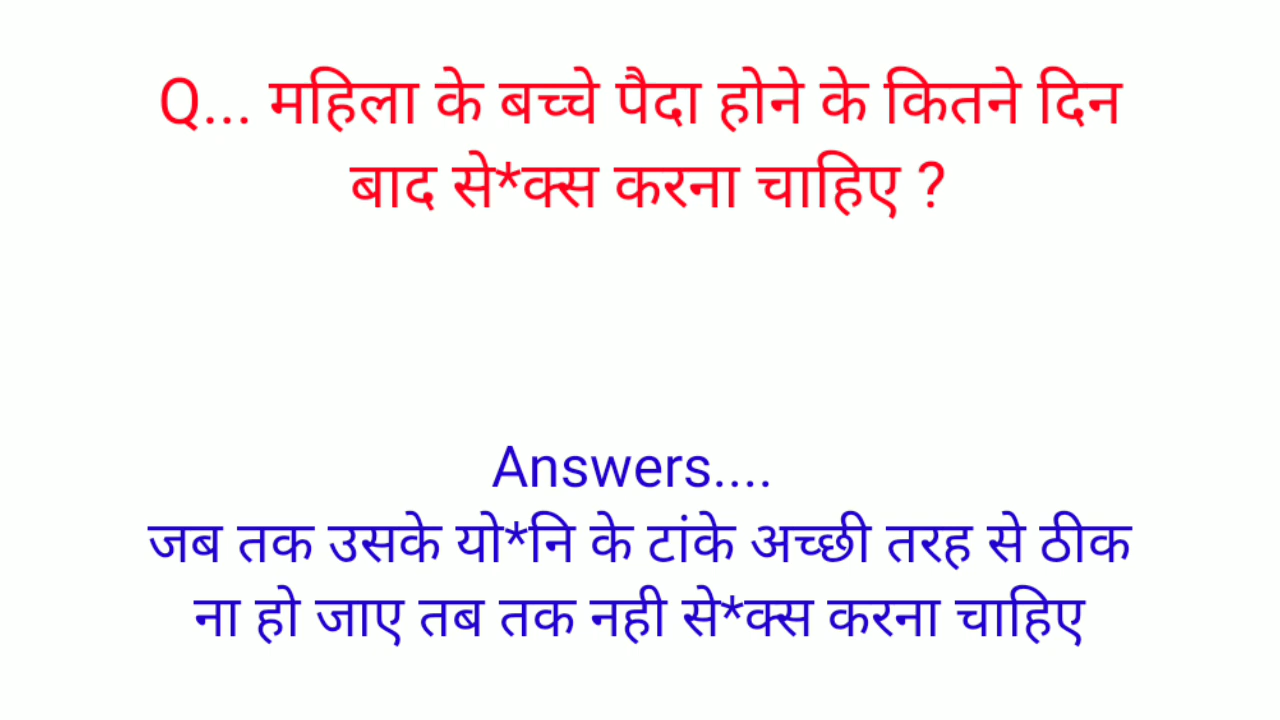 Q... महिला के बच्चे पैदा होने के कितने दिन
बाद से*क्स करना चाहिए ?
Answers....
जब तक उसके यो*नि के टांके अच्छी तरह से ठीक
ना हो जाए तब तक नही से*क्स करना चाहिए